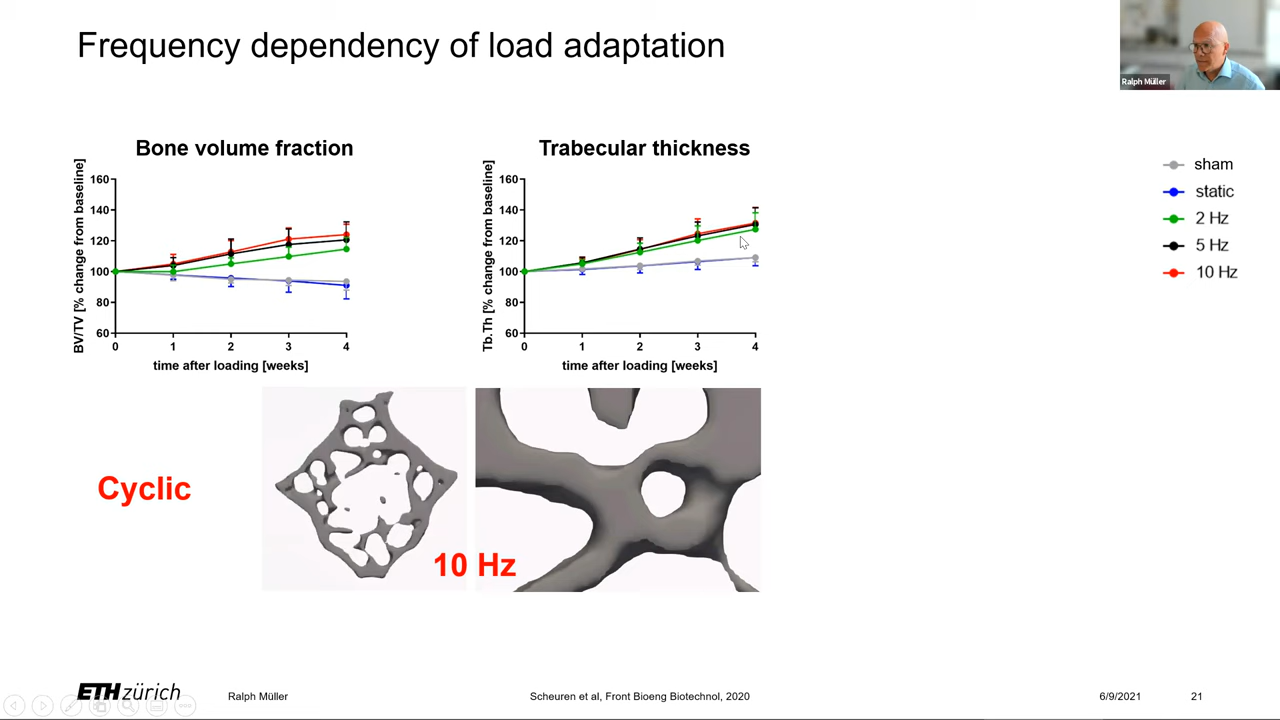 Frequency dependency of load adaptation
Ralph Müller
Bone volume fraction
BV/TV [% change from baseline]
160
140
120
100
80
60
0 1 2 3 4
time after loading [weeks]
Trabecular thickness
Tb.Th [% change from baseline]
160
140
120
100
80
60
0 1 2 3 4
time after loading [weeks]
sham
static
2 Hz
5 Hz
10 Hz
Cyclic
10 Hz
ETH zürich
Ralph Müller
Scheuren et al, Front Bioeng Biotechnol, 2020
6/9/2021
21